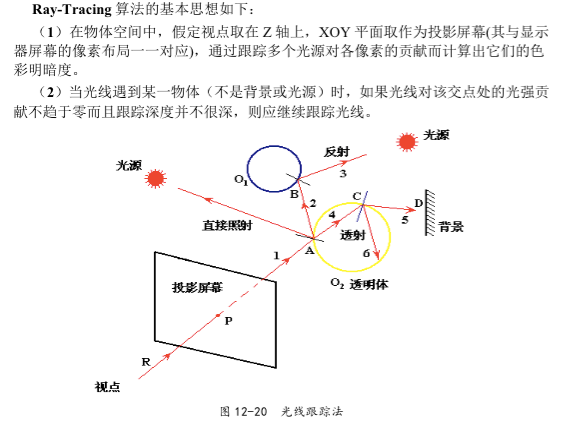 Ray-Tracing 算法的基本思想如下：
（1）在物体空间中，假定视点取在 Z 轴上，XOY 平面取作为投影屏幕(其与显示
器屏幕的像素布局一一对应)，通过跟踪多个光源对各像素的贡献而计算出它们的色
彩明暗度。
（2）当光线遇到某一物体（不是背景或光源）时，如果光线对该交点处的光强贡
献不趋于零而且跟踪深度并不很深，则应继续跟踪光线。
光源
反射
光源
3
O1
B
2
C
D
直接照射
4
5
背景
透射
1
A
6
O2 透明体
投影屏幕
P
R
视点
图 12-20 光线跟踪法